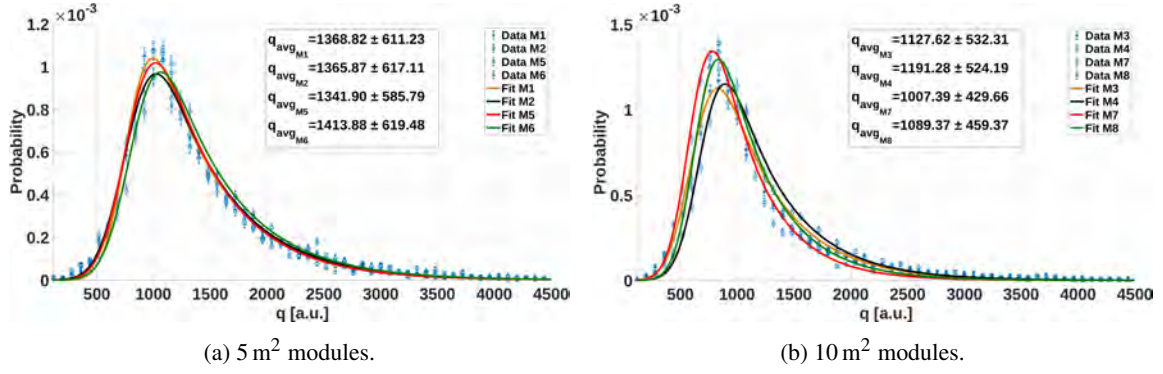 ×10⁻³
1.2
1
0.8
0.6
0.4
0.2
0
Probability
q_avg_M1=1368.82 ± 611.23
q_avg_M2=1365.87 ± 617.11
q_avg_M5=1341.90 ± 585.79
q_avg_M6=1413.88 ± 619.48
Data M1
Data M2
Data M5
Data M6
Fit M1
Fit M2
Fit M5
Fit M6
500 1000 1500 2000 2500 3000 3500 4000 4500
q [a.u.]
(a) 5 m² modules.
×10⁻³
1.5
1
0.5
0
Probability
q_avg_M3=1127.62 ± 532.31
q_avg_M4=1191.28 ± 524.19
q_avg_M7=1007.39 ± 429.66
q_avg_M8=1089.37 ± 459.37
Data M3
Data M4
Data M7
Data M8
Fit M3
Fit M4
Fit M7
Fit M8
500 1000 1500 2000 2500 3000 3500 4000 4500
q [a.u.]
(b) 10 m² modules.